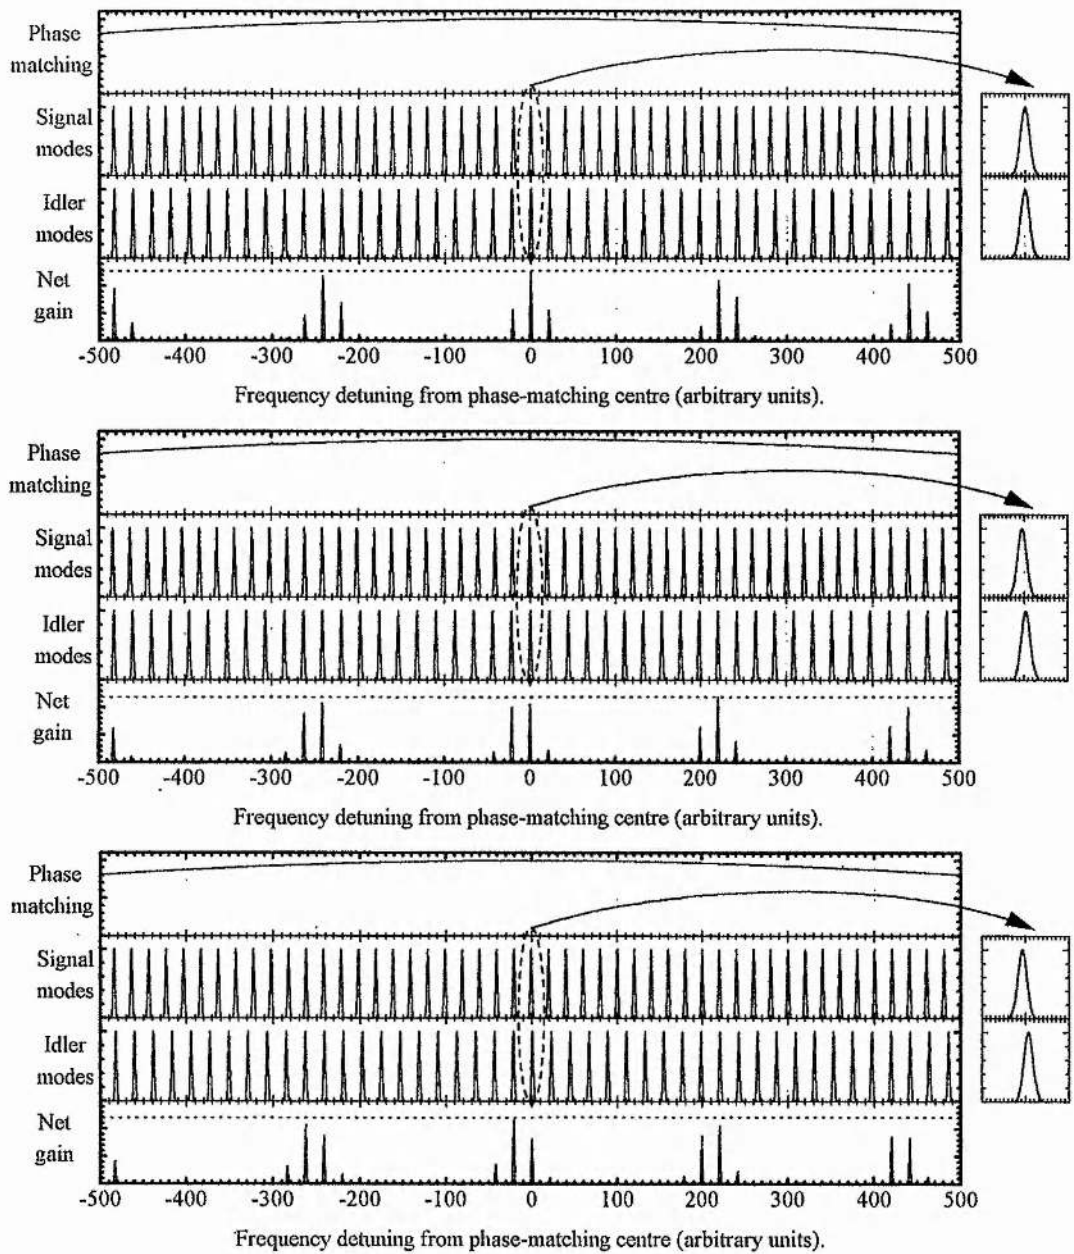 Phase
matching
Signal
modes
Idler
modes
Net
gain
-500 -400 -300 -200 -100 0 100 200 300 400 500
Frequency detuning from phase-matching centre (arbitrary units).
Phase
matching
Signal
modes
Idler
modes
Net
gain
-500 -400 -300 -200 -100 0 100 200 300 400 500
Frequency detuning from phase-matching centre (arbitrary units).
Phase
matching
Signal
modes
Idler
modes
Net
gain
-500 -400 -300 -200 -100 0 100 200 300 400 500
Frequency detuning from phase-matching centre (arbitrary units).